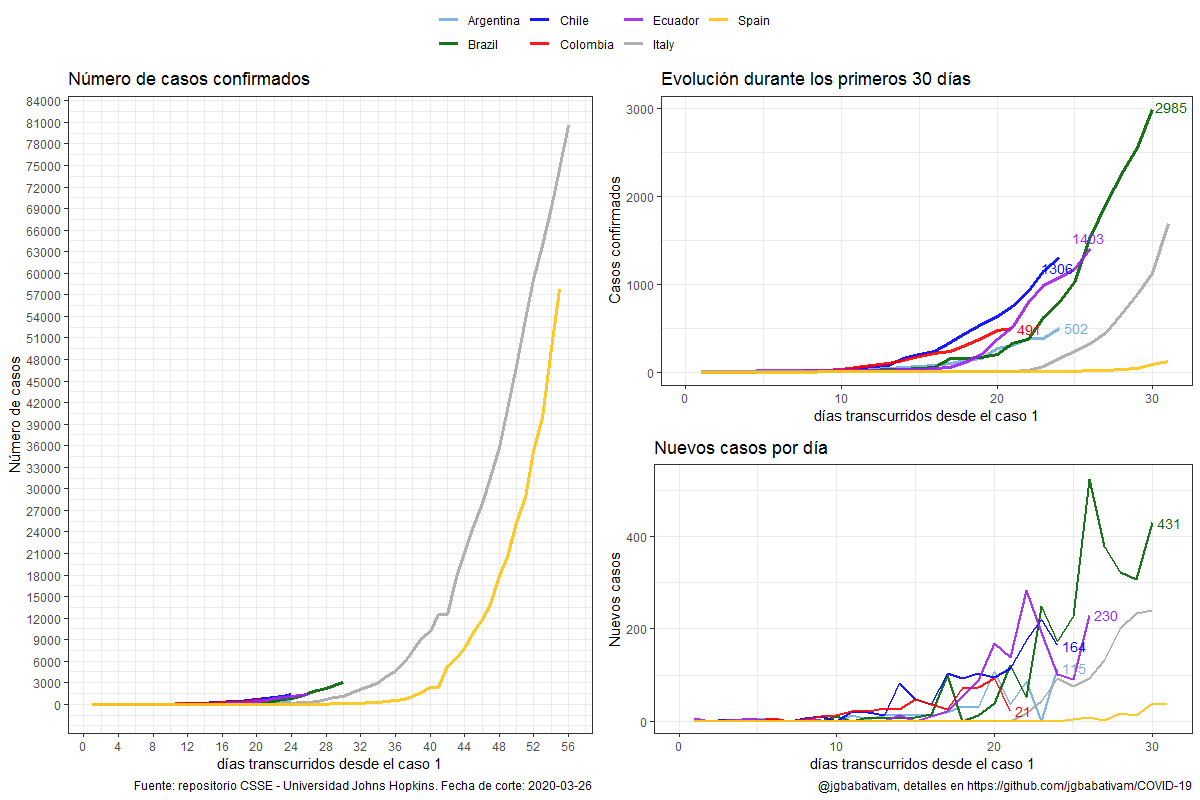 Argentina Chile Ecuador Spain
Brazil Colombia Italy
Número de casos confirmados
84000
81000
78000
75000
72000
69000
66000
63000
60000
57000
54000
51000
48000
45000
42000
39000
36000
33000
30000
27000
24000
21000
18000
15000
12000
9000
6000
3000
0
Número de casos
0 4 8 12 16 20 24 28 32 36 40 44 48 52 56
días transcurridos desde el caso 1
Fuente: repositorio CSSE - Universidad Johns Hopkins. Fecha de corte: 2020-03-26
Evolución durante los primeros 30 días
3000
2000
1000
0
Casos confirmados
2985
1403
1306
491
502
0 10 20 30
días transcurridos desde el caso 1
Nuevos casos por día
400
200
0
Nuevos casos
431
230
164
115
21
0 10 20 30
días transcurridos desde el caso 1
@jgbabativam, detalles en https://github.com/jgbabativam/COVID-19